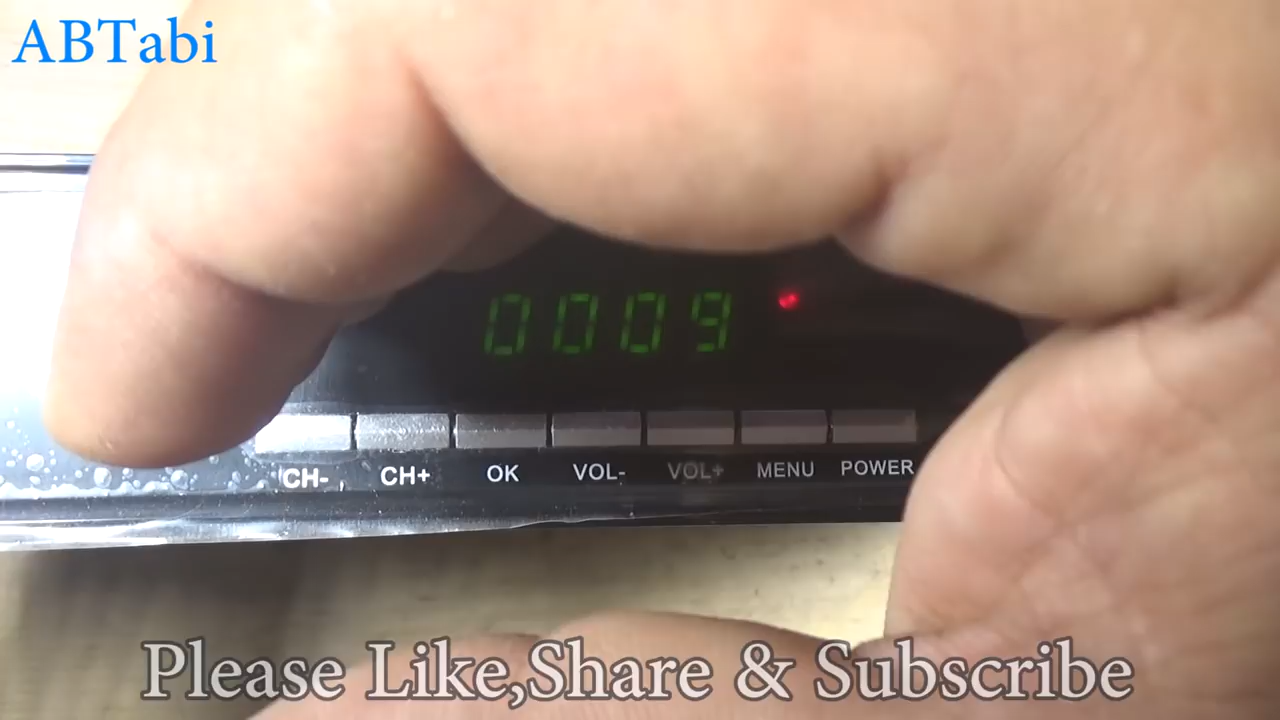 ABTabi
0009
CH- CH+ OK VOL- VOL+ MENU POWER
Please Like,Share & Subscribe